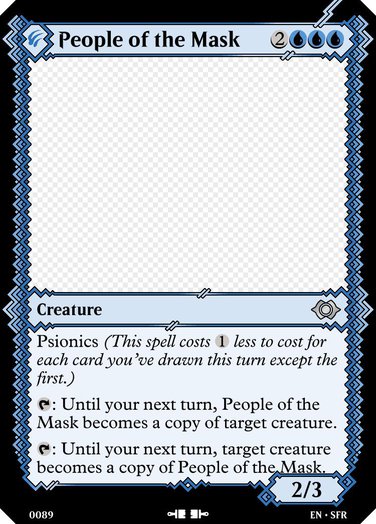 People of the Mask 2
Creature
Psionics (This spell costs 1 less to cost for
each card you've drawn this turn except the
first.)
: Until your next turn, People of the
Mask becomes a copy of target creature.
: Until your next turn, target creature
becomes a copy of People of the Mask.
2/3
0089
EN • SFR